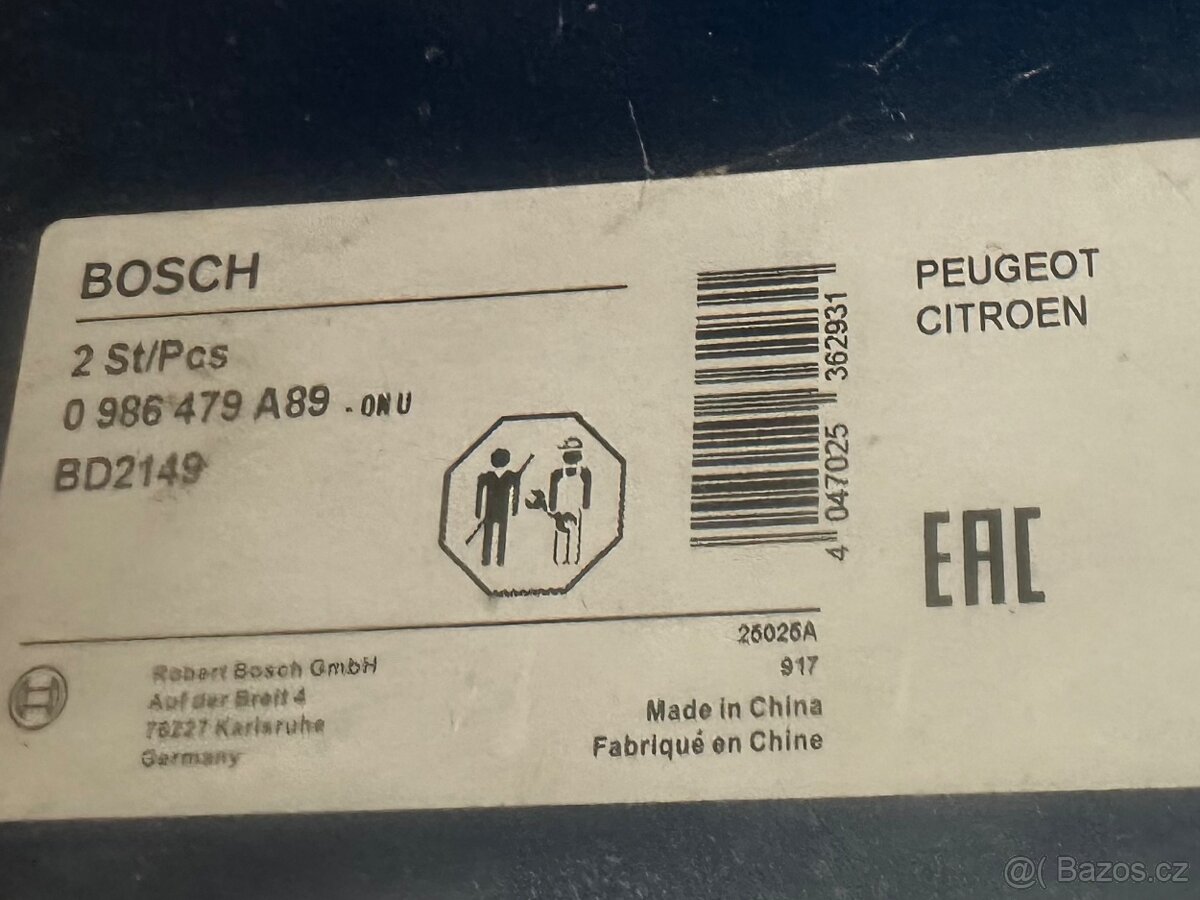 BOSCH
2 St/Pcs
0 986 479 A89 - 0N U
BD2149
4 047025 362931
PEUGEOT
CITROEN
EAC
25025A
917
Made in China
Fabriqué en Chine
Robert Bosch GmbH
Auf der Breit 4
76227 Karlsruhe
Germany
@( Bazos.cz